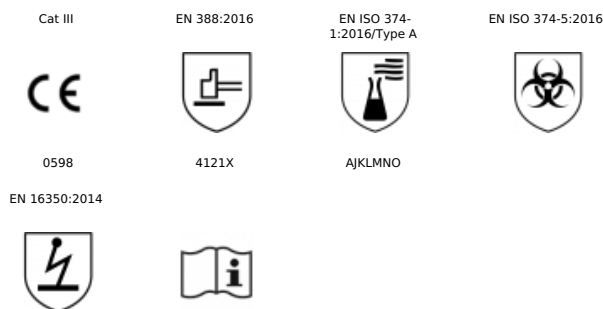 Cat III
EN 388:2016
EN ISO 374-
1:2016/Type A
EN ISO 374-5:2016
CE
0598
4121X
AJKLMNO
EN 16350:2014
i